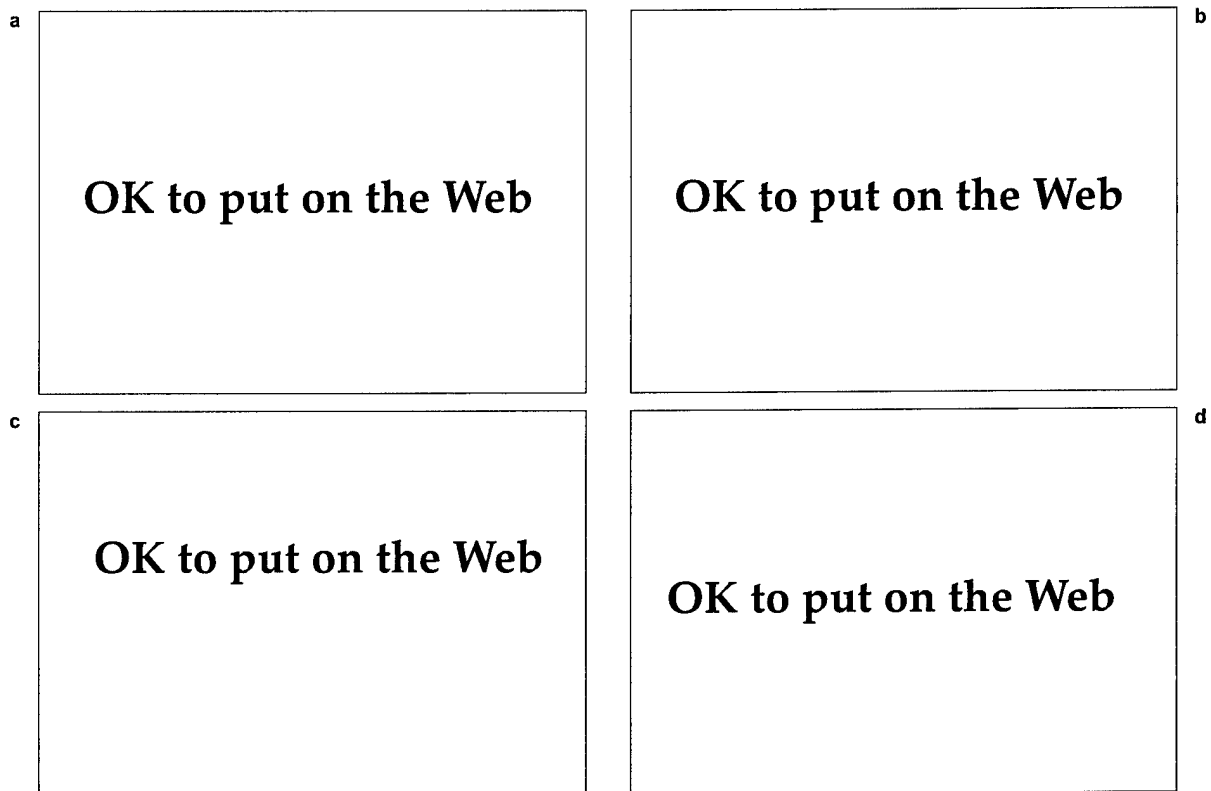 a
OK to put on the Web
b
OK to put on the Web
c
OK to put on the Web
d
OK to put on the Web